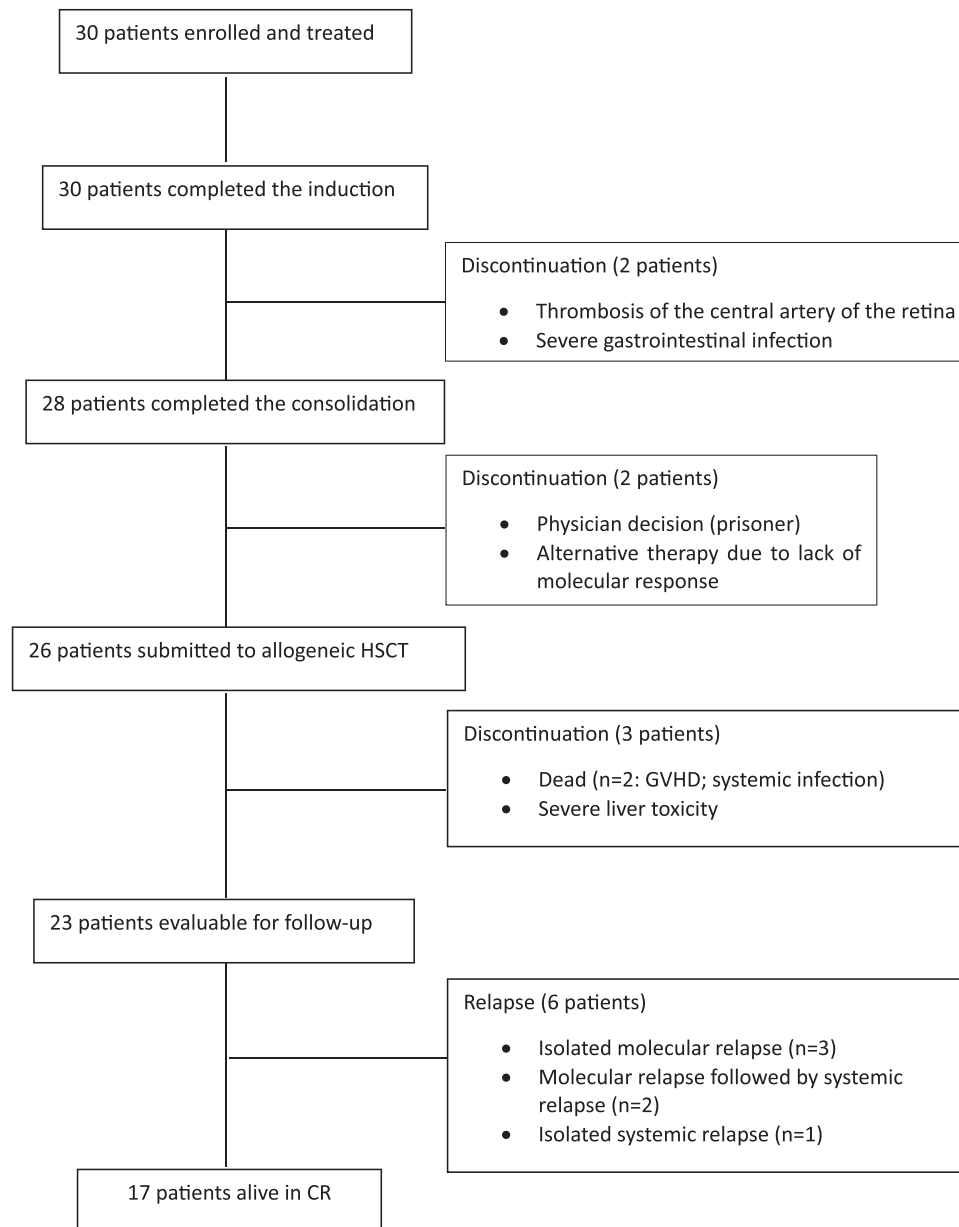 30 patients enrolled and treated
30 patients completed the induction
Discontinuation (2 patients)
• Thrombosis of the central artery of the retina
• Severe gastrointestinal infection
28 patients completed the consolidation
Discontinuation (2 patients)
• Physician decision (prisoner)
• Alternative therapy due to lack of
molecular response
26 patients submitted to allogeneic HSCT
Discontinuation (3 patients)
• Dead (n=2: GVHD; systemic infection)
• Severe liver toxicity
23 patients evaluable for follow-up
Relapse (6 patients)
• Isolated molecular relapse (n=3)
• Molecular relapse followed by systemic
relapse (n=2)
• Isolated systemic relapse (n=1)
17 patients alive in CR